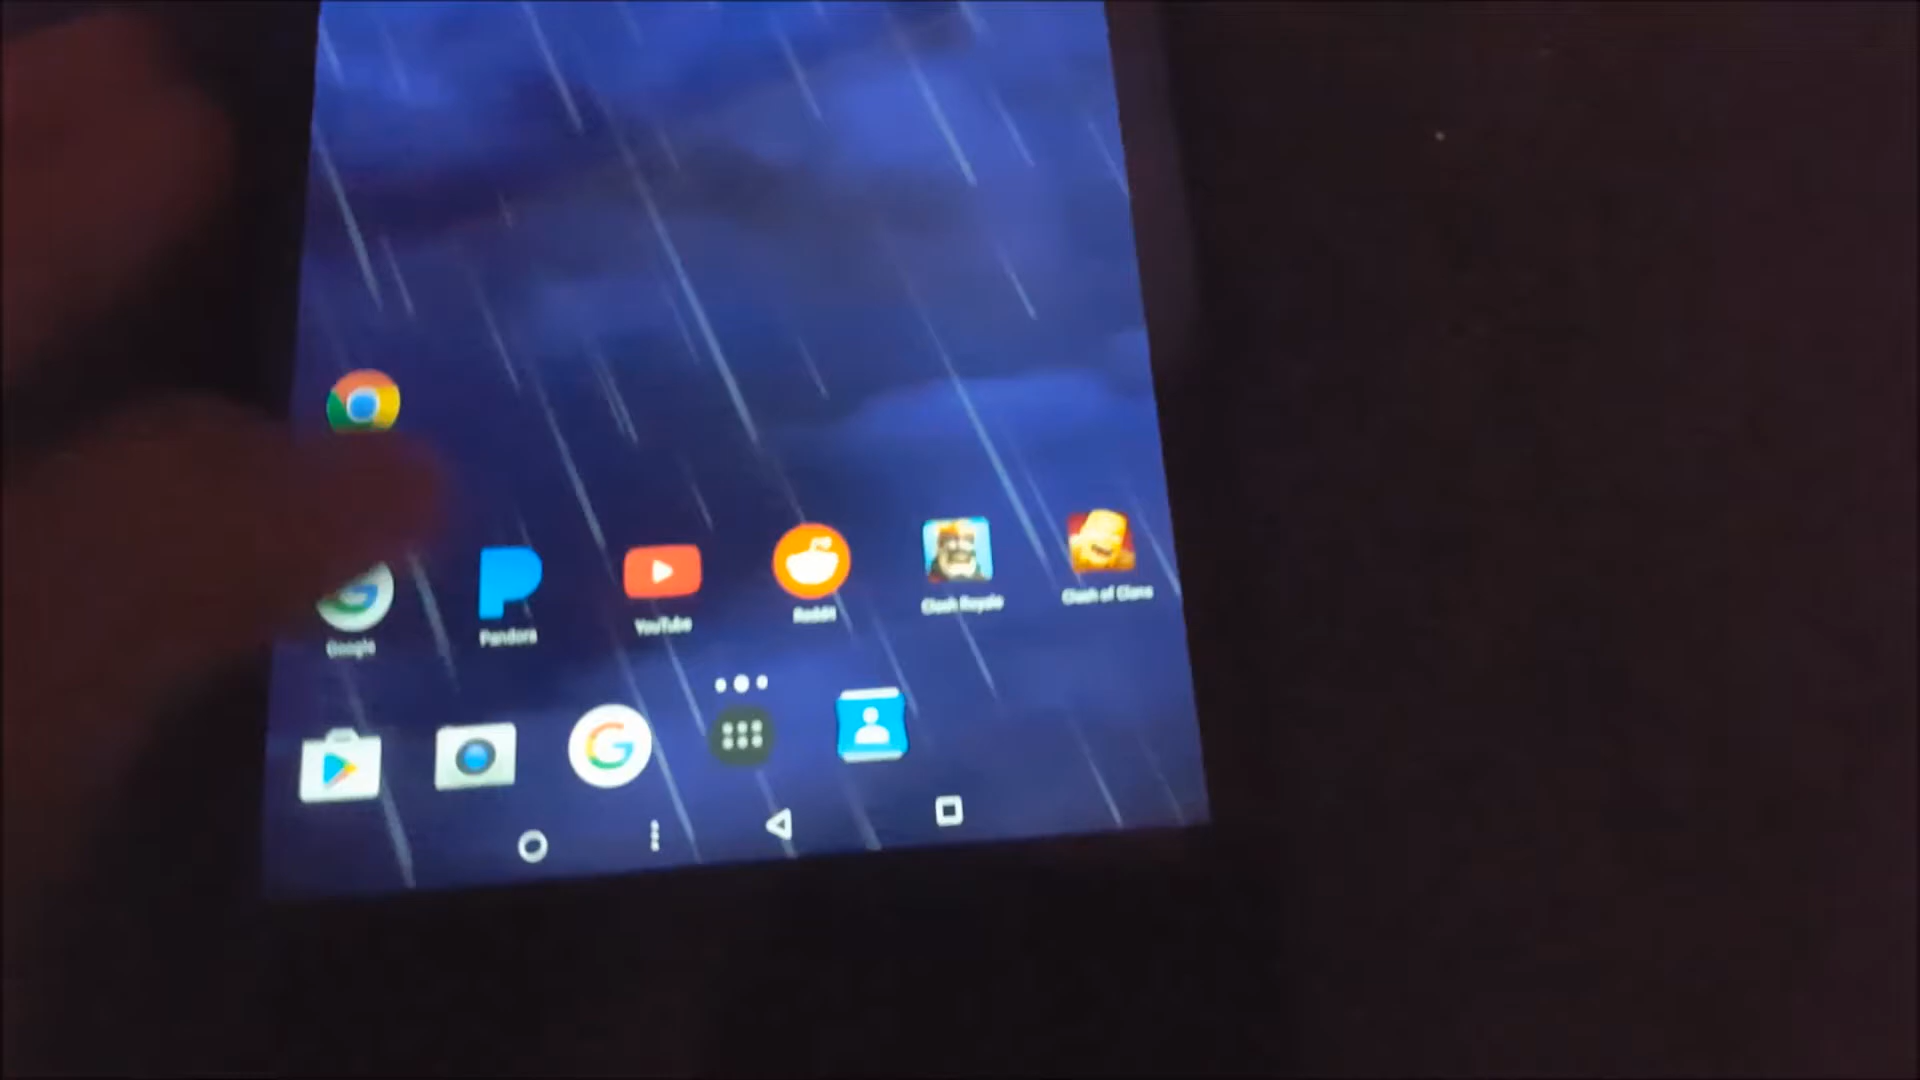 Google
Pandora
YouTube
Reddit
Clash Royale
Clash of Clans